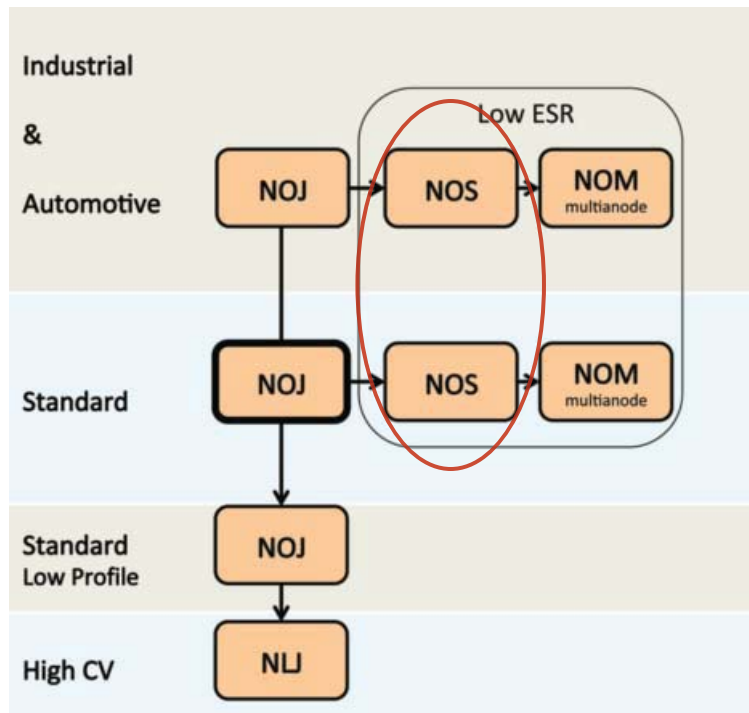 Industrial
&
Automotive
Low ESR
NOJ
NOS
NOM
multianode
Standard
NOJ
NOS
NOM
multianode
Standard
Low Profile
NOJ
High CV
NLJ